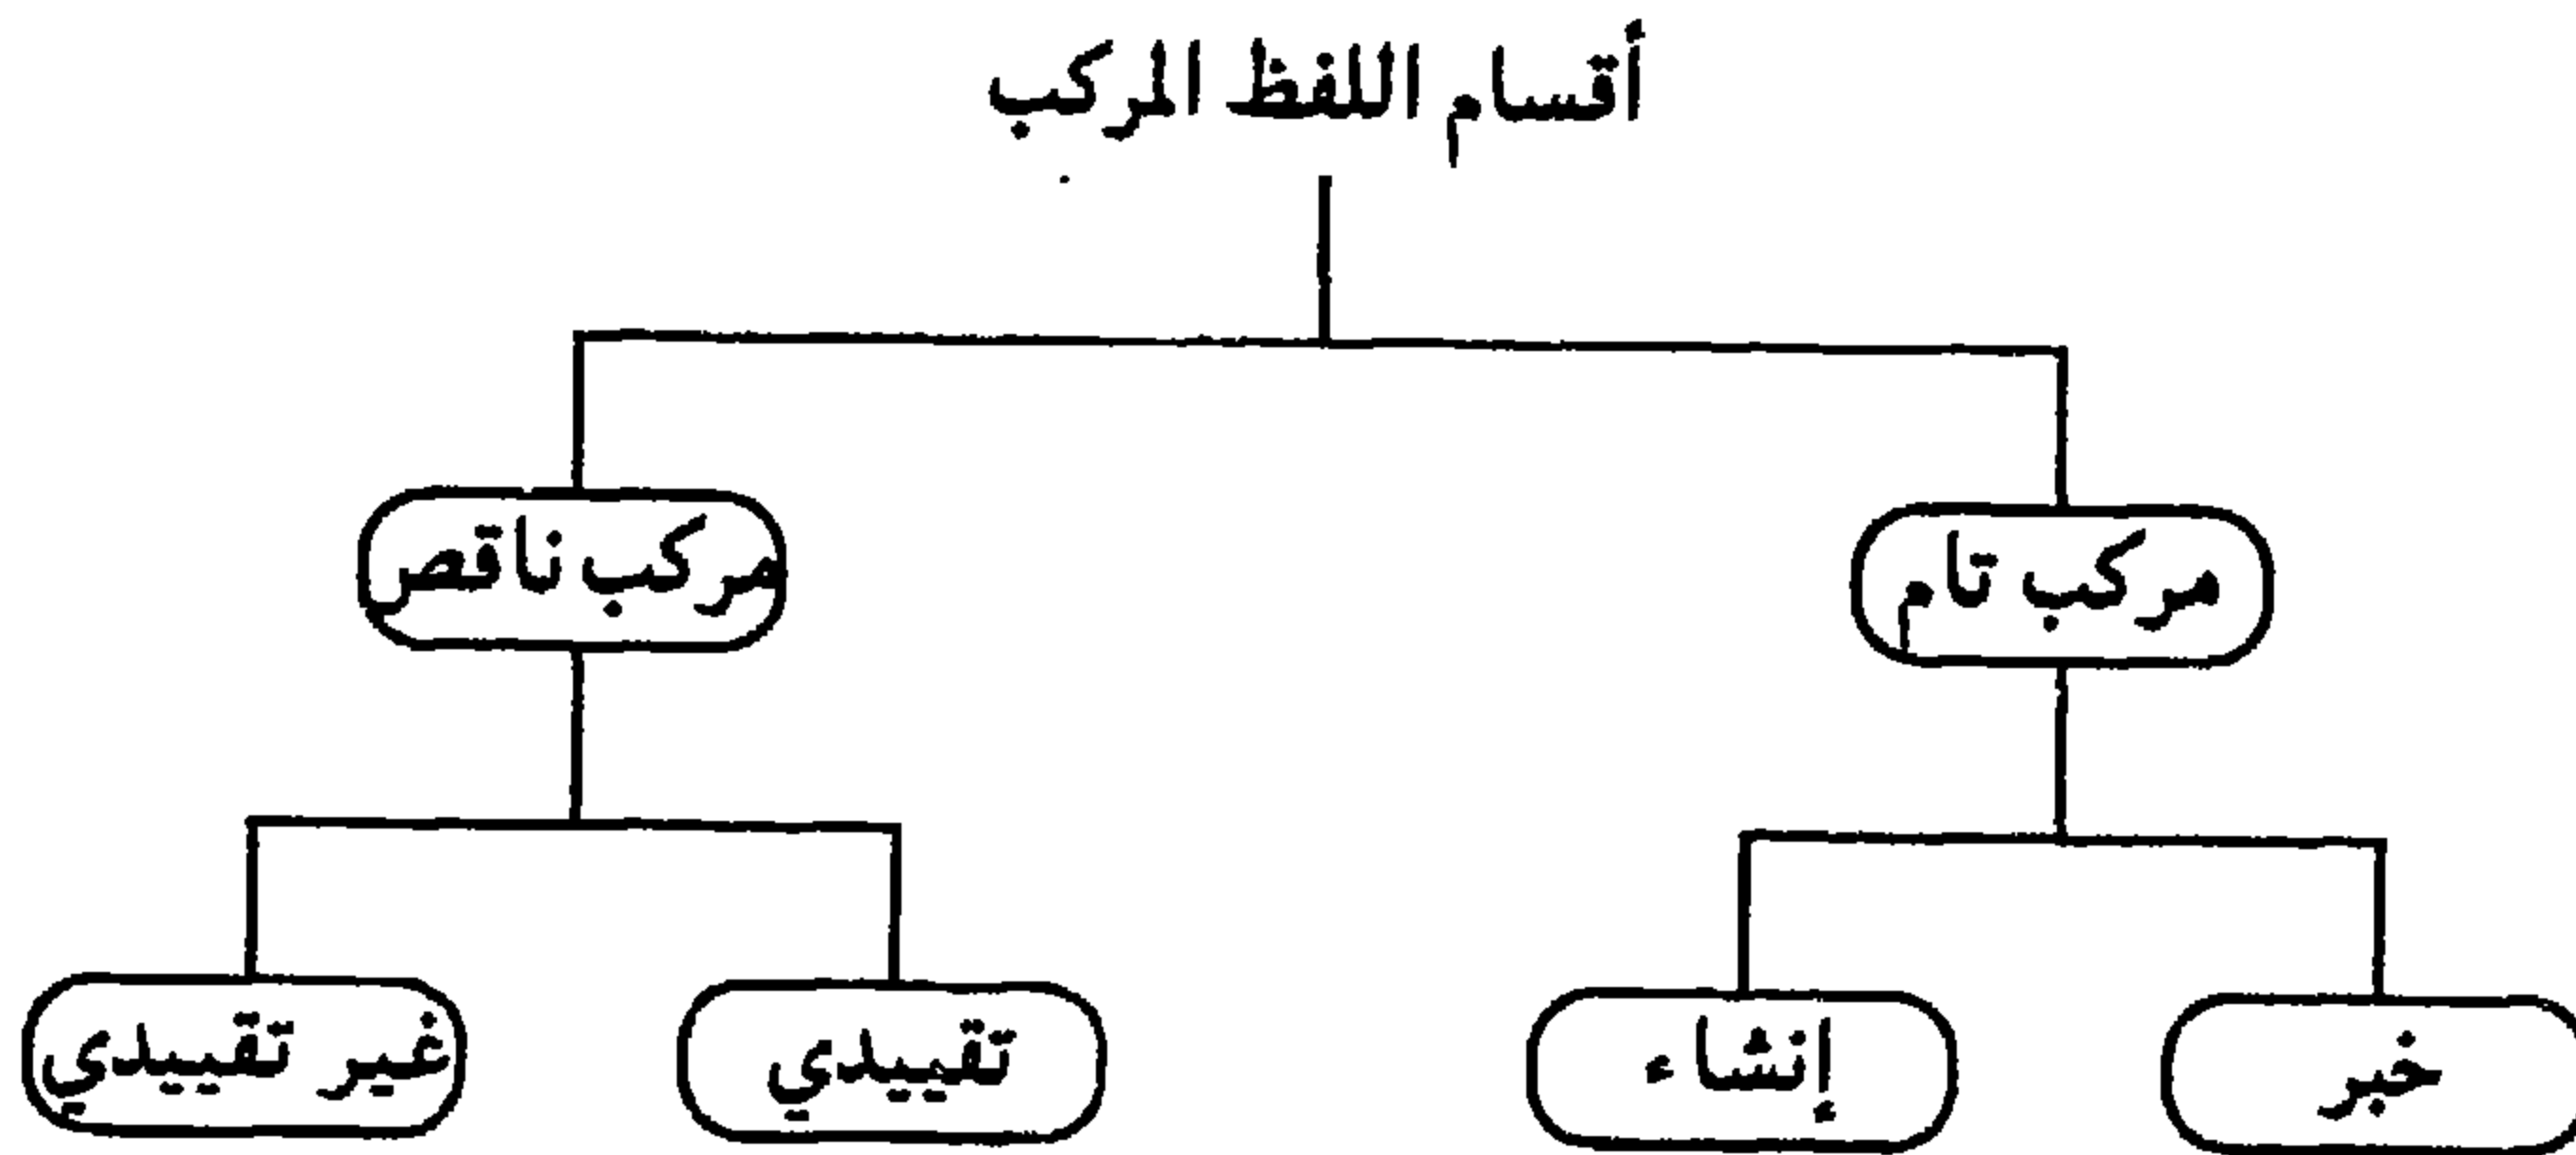 أقسام اللفظ المركب
مركب تام
مركب ناقص
خبر
إنشاء
تقييدي
غير تقييدي